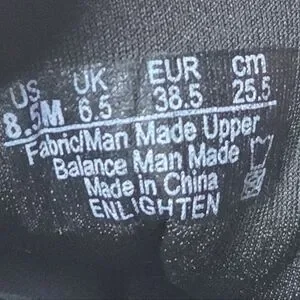 US UK EUR cm
8.5M 6.5 38.5 25.5
Fabric/Man Made Upper
Balance Man Made
Made in China
ENLIGHTEN